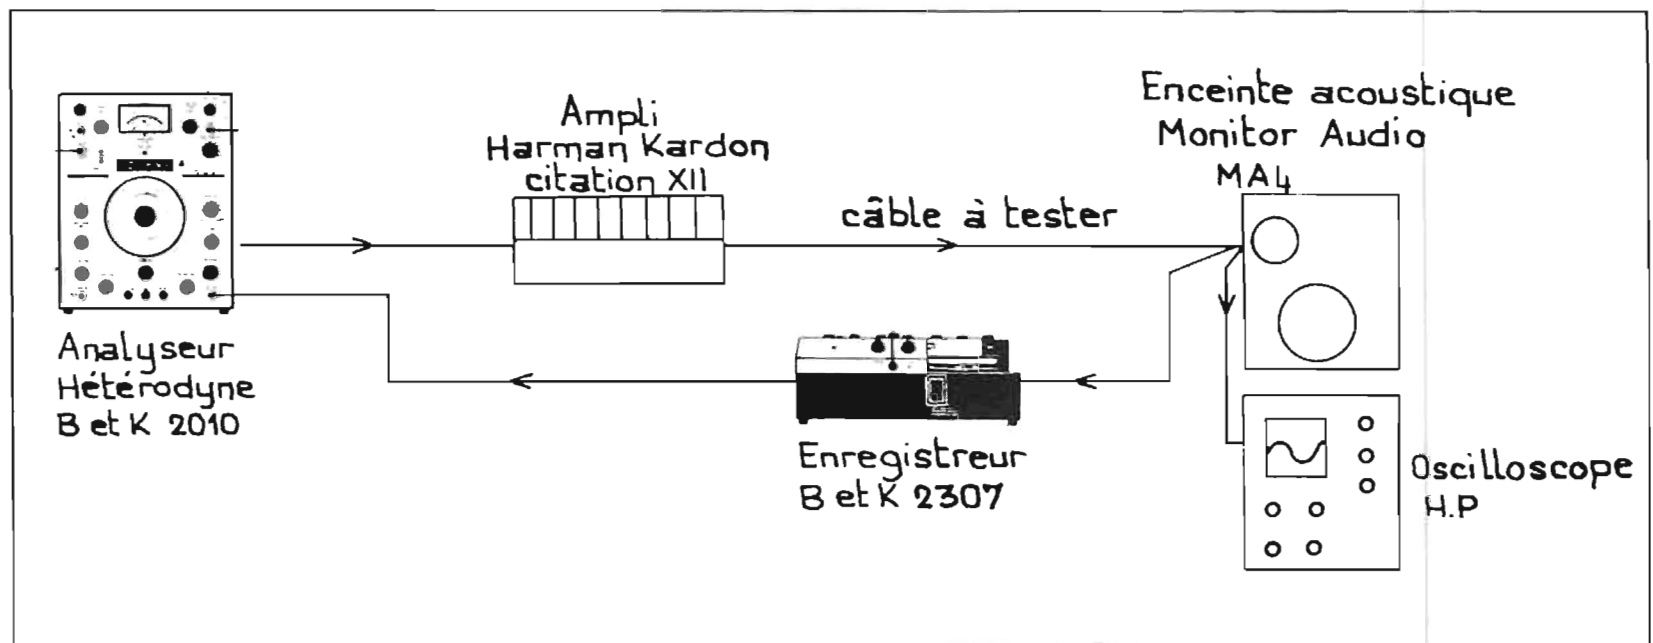 Ampli
Harman Kardon
citation XII
Enceinte acoustique
Monitor Audio
MA4
câble à tester
Analyseur
Hétérodyne
B et K 2010
Enregistreur
B et K 2307
Oscilloscope
H.P